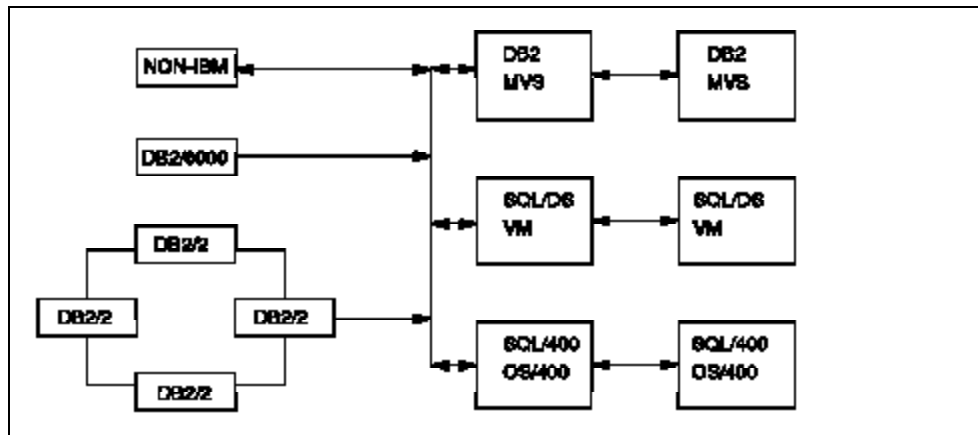 NON-IBM
DB2
MVS
DB2
MVS
DB2/6000
SQL/DS
VM
SQL/DS
VM
DB2/2
DB2/2
DB2/2
DB2/2
SQL/400
OS/400
SQL/400
OS/400